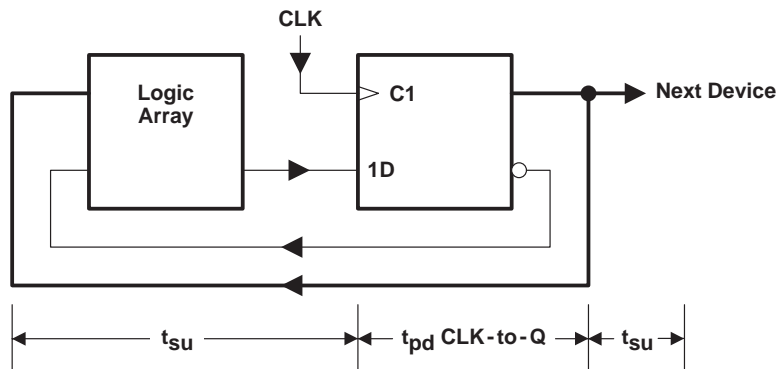 CLK
Logic
Array
C1
1D
Next Device
tsu
tpd CLK-to-Q
tsu